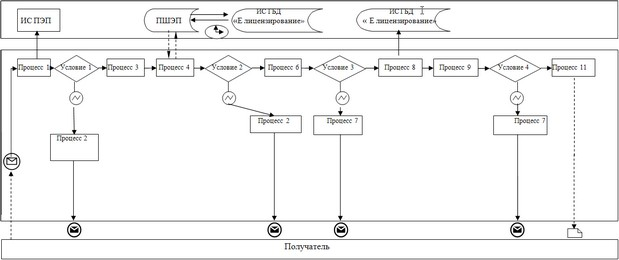 ИС ПЭП
ПШЭП
ИС ГБД
«Е лицензирование»
ИС ГБД
« Е лицензирование»
Процесс 1
Условие 1
Процесс 3
Процесс 4
Условие 2
Процесс 6
Условие 3
Процесс 8
Процесс 9
Условие 4
Процесс 11
Процесс 2
Процесс 2
Процесс 7
Процесс 7
Получатель